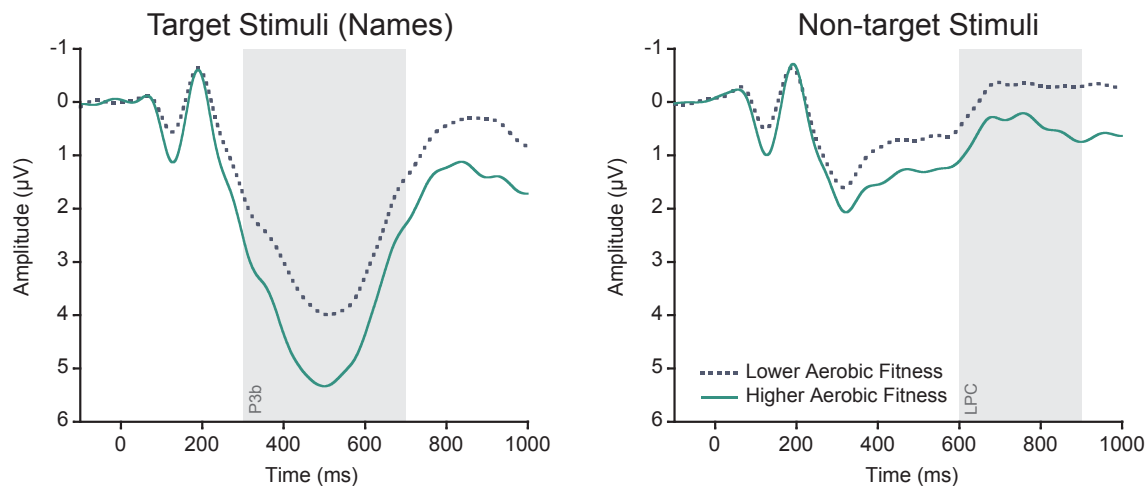 Target Stimuli (Names)
-1
0
1
2
3
4
5
6
Amplitude (µV)
P3b
0 200 400 600 800 1000
Time (ms)
Non-target Stimuli
-1
0
1
2
3
4
5
6
Amplitude (µV)
Lower Aerobic Fitness
Higher Aerobic Fitness
LPC
0 200 400 600 800 1000
Time (ms)